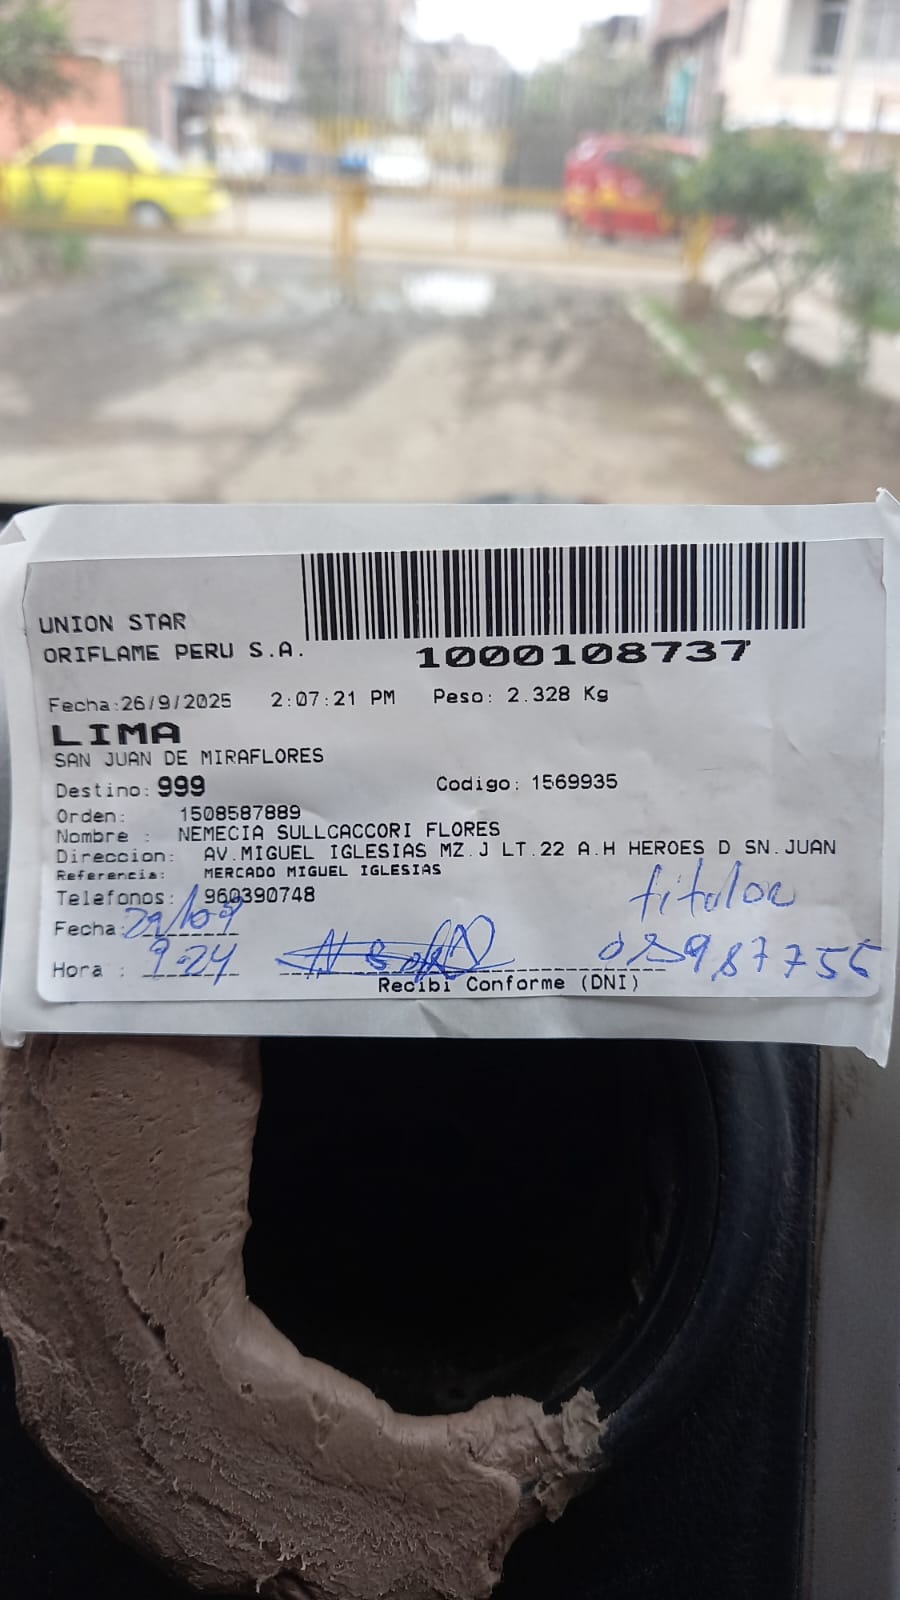 UNION STAR
ORIFLAME PERU S.A.
1000108737
Fecha:26/9/2025 2:07:21 PM Peso: 2.328 Kg
LIMA
SAN JUAN DE MIRAFLORES
Destino: 999 Codigo: 1569935
Orden: 1508587889
Nombre : NEMECIA SULLCACCORI FLORES
Direccion: AV.MIGUEL IGLESIAS MZ.J LT.22 A.H HEROES D SN.JUAN
Referencia: MERCADO MIGUEL IGLESIAS
Telefonos: 960390748
titular
Fecha:
Hora : 9-24
Recibi Conforme (DNI)